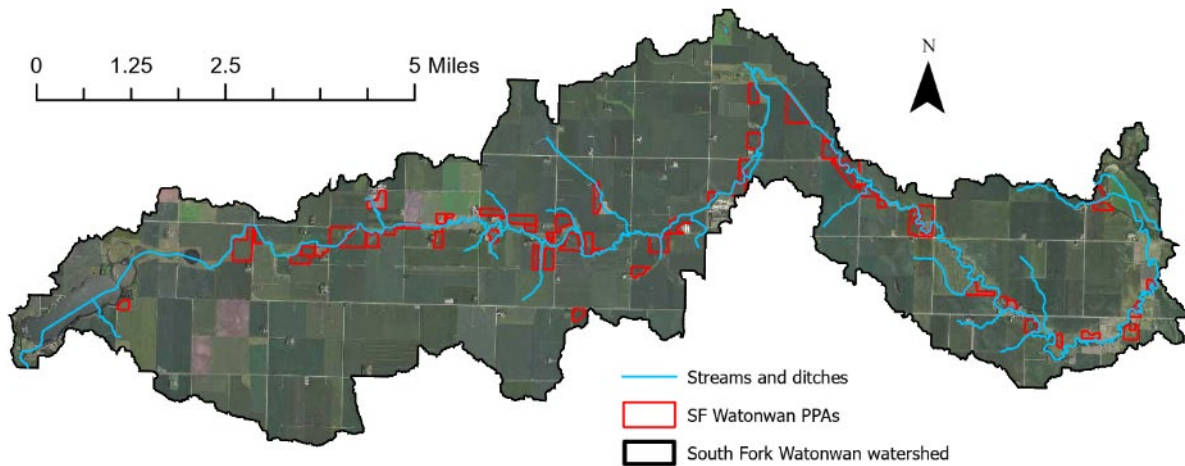 0 1.25 2.5 5 Miles
N
Streams and ditches
SF Watonwan PPAs
South Fork Watonwan watershed